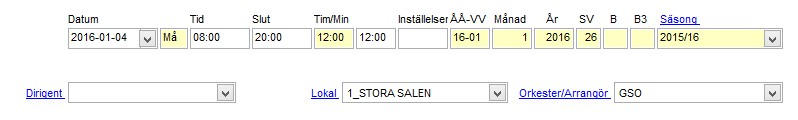 Datum Tid Slut Tim/Min Inställelser ÅÅ-VV Månad År SV B B3 Säsong
2016-01-04 Må 08:00 20:00 12:00 12:00 16-01 1 2016 26 2015/16
Dirigent Lokal 1_STORA SALEN Orkester/Arrangör GSO